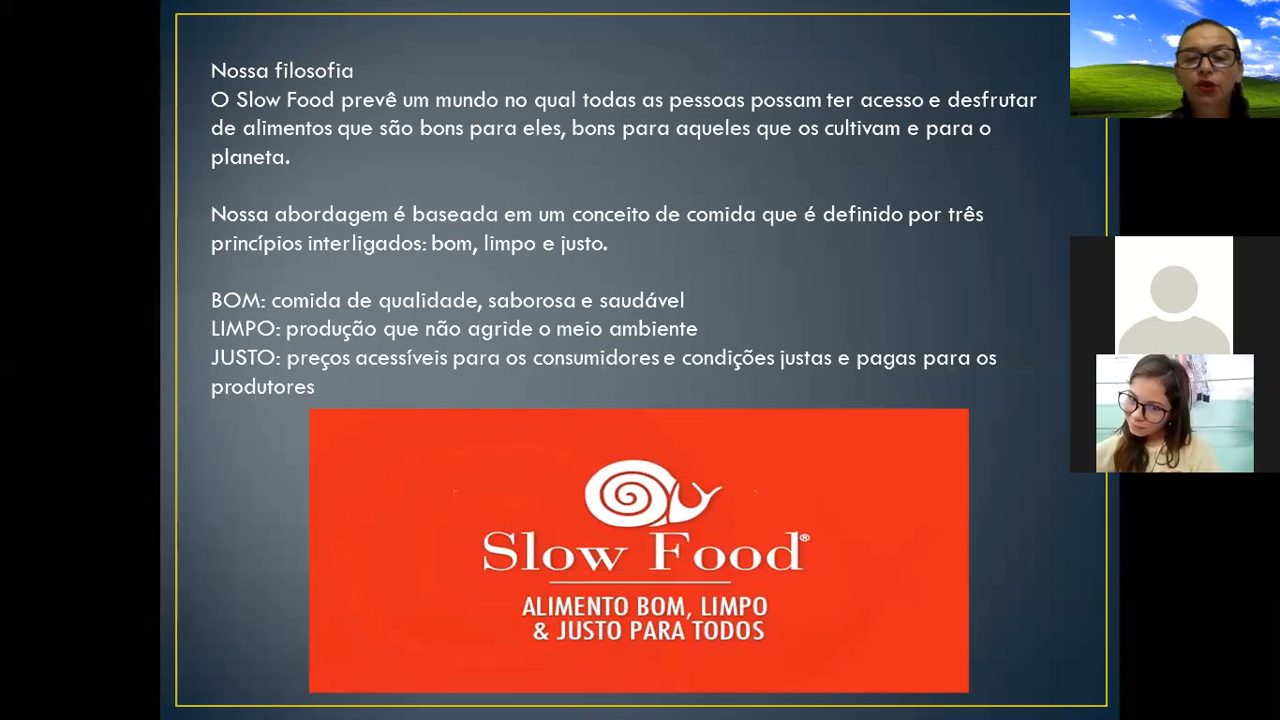 Nossa filosofia
O Slow Food prevê um mundo no qual todas as pessoas possam ter acesso e desfrutar
de alimentos que são bons para eles, bons para aqueles que os cultivam e para o
planeta.
Nossa abordagem é baseada em um conceito de comida que é definido por três
princípios interligados: bom, limpo e justo.
BOM: comida de qualidade, saborosa e saudável
LIMPO: produção que não agride o meio ambiente
JUSTO: preços acessíveis para os consumidores e condições justas e pagas para os
produtores
Slow Food®
ALIMENTO BOM, LIMPO
& JUSTO PARA TODOS